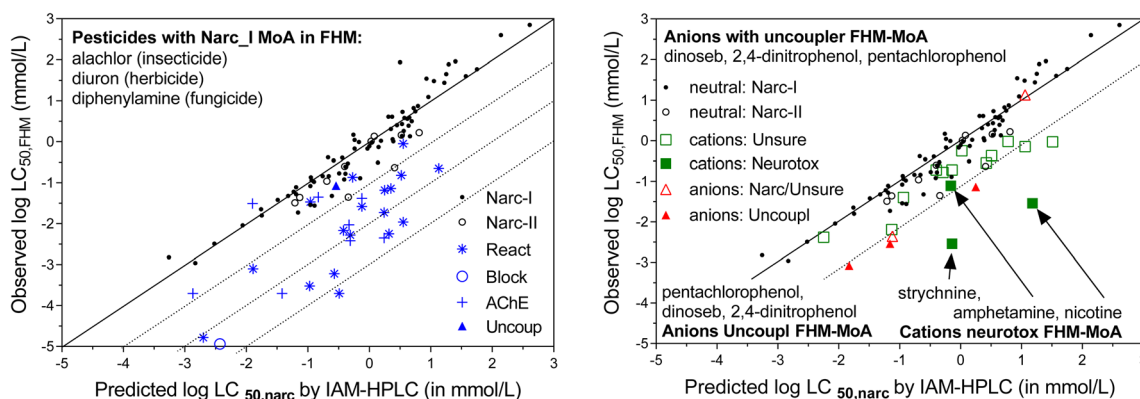 Pesticides with Narc_I MoA in FHM:
alachlor (insecticide)
diuron (herbicide)
diphenylamine (fungicide)
Narc-I
Narc-II
React
Block
AChE
Uncoup
3
2
1
0
-1
-2
-3
-4
-5
-5
-4
-3
-2
-1
0
1
2
3
Observed log LC50,FHM (mmol/L)
Predicted log LC 50,narc by IAM-HPLC (in mmol/L)
Anions with uncoupler FHM-MoA
dinoseb, 2,4-dinitrophenol, pentachlorophenol
neutral: Narc-I
neutral: Narc-II
cations: Unsure
cations: Neurotox
anions: Narc/Unsure
anions: Uncoupl
strychnine,
amphetamine, nicotine
Cations neurotox FHM-MoA
pentachlorophenol,
dinoseb, 2,4-dinitrophenol
Anions Uncoupl FHM-MoA
3
2
1
0
-1
-2
-3
-4
-5
-5
-4
-3
-2
-1
0
1
2
3
Observed log LC50,FHM (mmol/L)
Predicted log LC 50,narc by IAM-HPLC (in mmol/L)